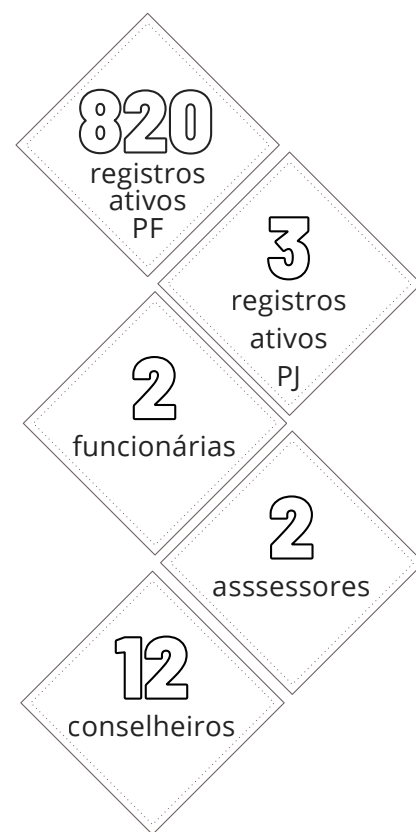 820
registros
ativos
PF
3
registros
ativos
PJ
2
funcionárias
2
asssessores
12
conselheiros